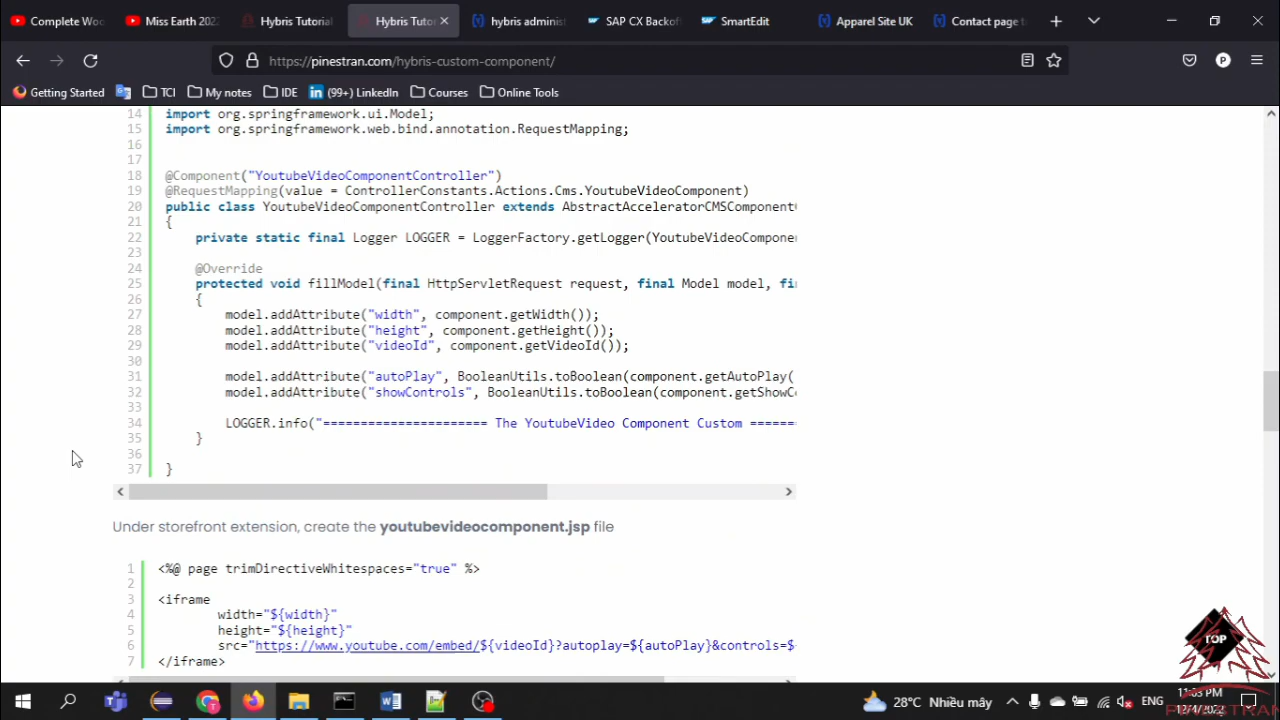 Complete Woo
Miss Earth 2022
Hybris Tutorial
Hybris Tutor
hybris administ
SAP CX Backoff
SmartEdit
Apparel Site UK
Contact page t
https://pinestran.com/hybris-custom-component/
P
Getting Started
TCI
My notes
IDE
(99+) LinkedIn
Courses
Online Tools
14 import org.springframework.ui.Model;
15 import org.springframework.web.bind.annotation.RequestMapping;
16
17
18 @Component("YoutubeVideoComponentController")
19 @RequestMapping(value = ControllerConstants.Actions.Cms.YoutubeVideoComponent)
20 public class YoutubeVideoComponentController extends AbstractAcceleratorCMSComponent
21 {
22 private static final Logger LOGGER = LoggerFactory.getLogger(YoutubeVideoCompone
23
24 @Override
25 protected void fillModel(final HttpServletRequest request, final Model model, fi
26 {
27 model.addAttribute("width", component.getWidth());
28 model.addAttribute("height", component.getHeight());
29 model.addAttribute("videoId", component.getVideoId());
30
31 model.addAttribute("autoPlay", BooleanUtils.toBoolean(component.getAutoPlay(
32 model.addAttribute("showControls", BooleanUtils.toBoolean(component.getShowC
33
34 LOGGER.info("====================== The YoutubeVideo Component Custom ======
35 }
36
37 }
Under storefront extension, create the youtubevideocomponent.jsp file
1 <%@ page trimDirectiveWhitespaces="true" %>
2
3 <iframe
4 width="${width}"
5 height="${height}"
6 src="https://www.youtube.com/embed/${videoId}?autoplay=${autoPlay}&controls=$
7 </iframe>
TOP
28°C Nhiều mây
ENG
11:03 PM
12/4/2022
PINESTRAN